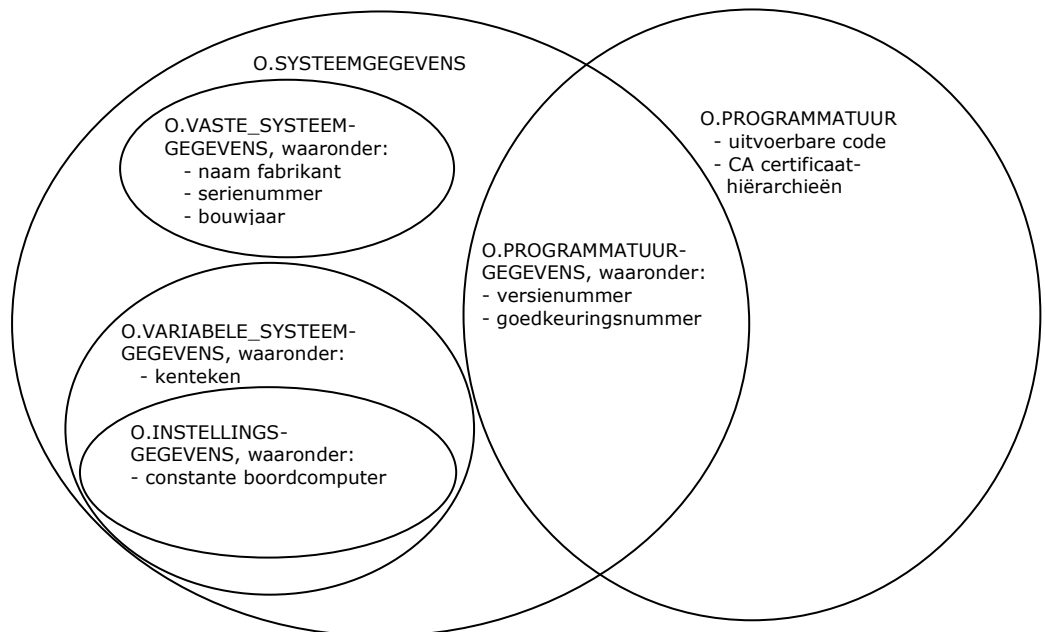 O.SYSTEEMGEGEVENS
O.VASTE_SYSTEEM-
GEGEVENS, waaronder:
- naam fabrikant
- serienummer
- bouwjaar
O.VARIABELE_SYSTEEM-
GEGEVENS, waaronder:
- kenteken
O.INSTELLINGS-
GEGEVENS, waaronder:
- constante boordcomputer
O.PROGRAMMATUUR-
GEGEVENS, waaronder:
- versienummer
- goedkeuringsnummer
O.PROGRAMMATUUR
- uitvoerbare code
- CA certificaat-
hiërarchieën